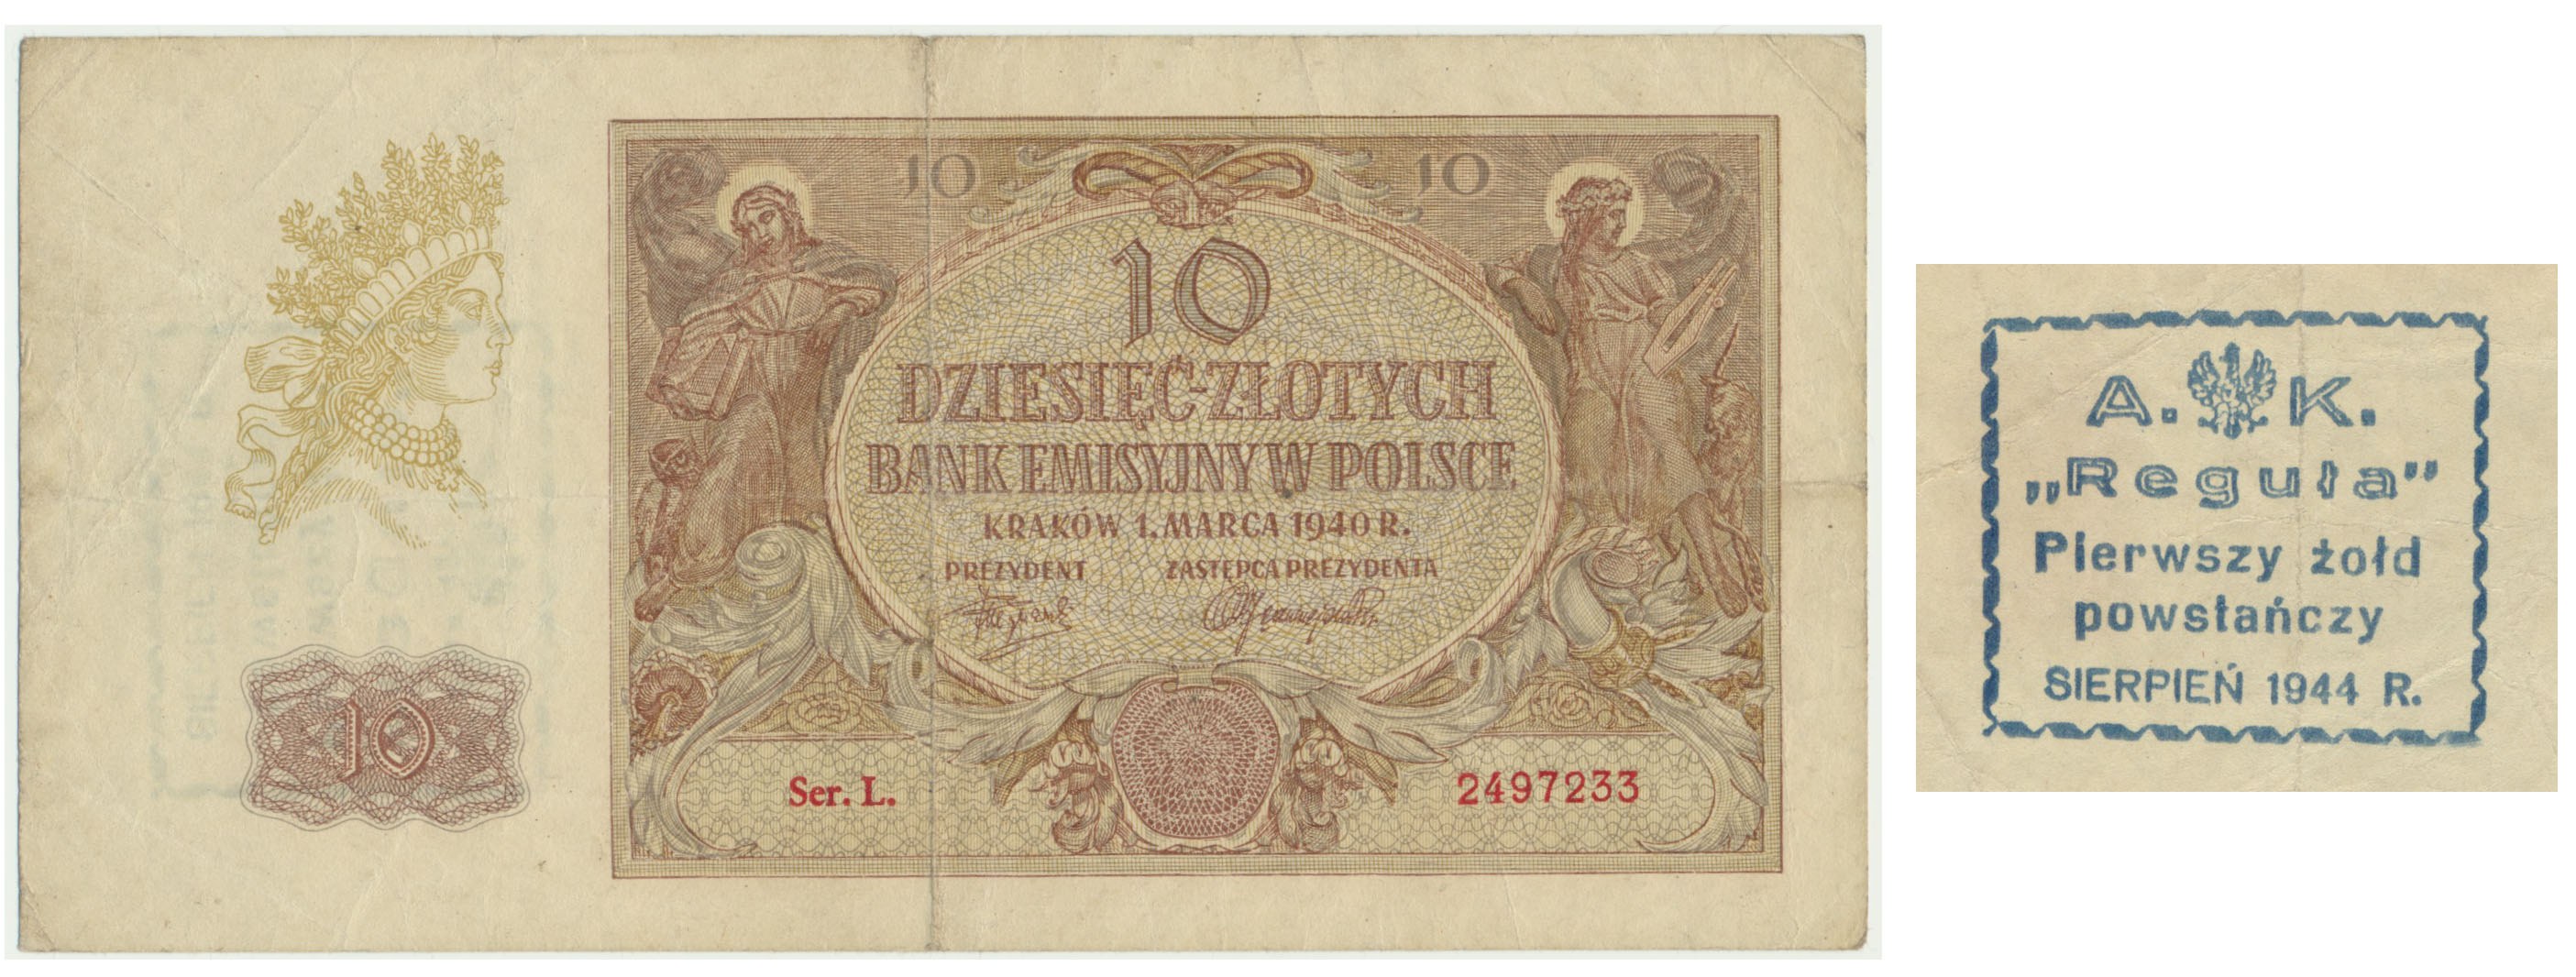 10 10
10
DZIESIĘĆ-ZŁOTYCH
BANK EMISYJNY W POLSCE
KRAKÓW 1. MARCA 1940 R.
PREZYDENT ZASTĘPCA PREZYDENTA
10
Ser. L. 2497233
A. K.
„Reguła"
Pierwszy żołd
powstańczy
SIERPIEŃ 1944 R.